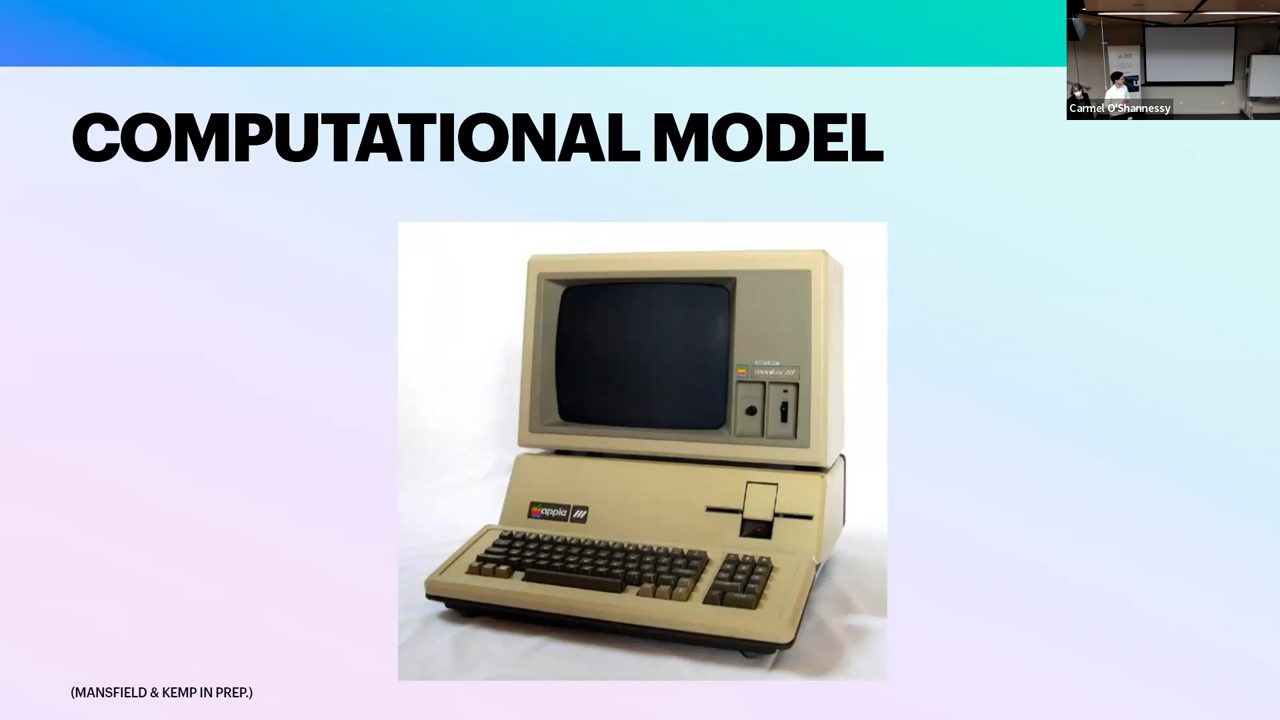 COMPUTATIONAL MODEL
Carmel O'Shannessy
monitor ///
apple ///
(MANSFIELD & KEMP IN PREP.)